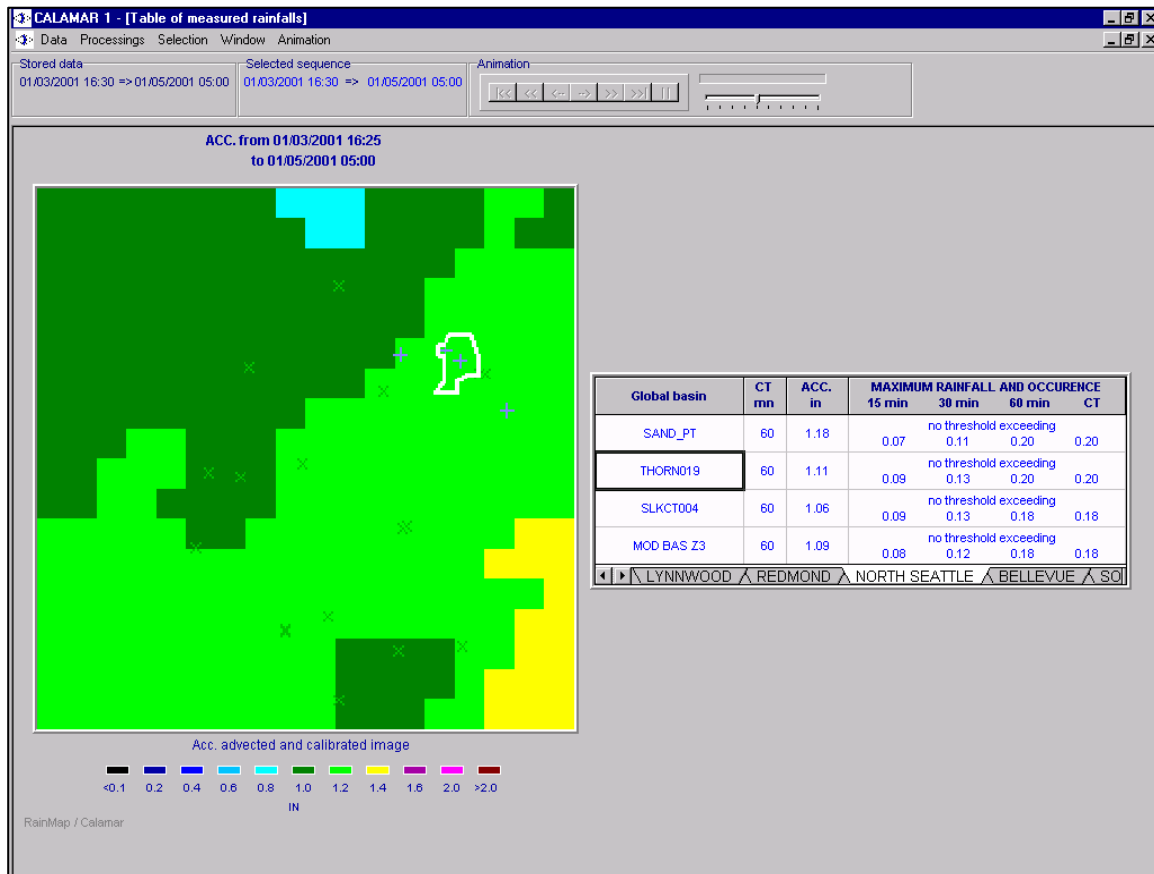 CALAMAR 1 - [Table of measured rainfalls]
Data Processings Selection Window Animation
Stored data
01/03/2001 16:30 =>01/05/2001 05:00
Selected sequence
01/03/2001 16:30 => 01/05/2001 05:00
Animation
|<< << <-- --> >> >>| ||
ACC. from 01/03/2001 16:25
to 01/05/2001 05:00
Global basin CT mn ACC. in MAXIMUM RAINFALL AND OCCURENCE
15 min 30 min 60 min CT
SAND_PT 60 1.18 no threshold exceeding
0.07 0.11 0.20 0.20
THORN019 60 1.11 no threshold exceeding
0.09 0.13 0.20 0.20
SLKCT004 60 1.06 no threshold exceeding
0.09 0.13 0.18 0.18
MOD BAS Z3 60 1.09 no threshold exceeding
0.08 0.12 0.18 0.18
LYNNWOOD REDMOND NORTH SEATTLE BELLEVUE SO
Acc. advected and calibrated image
<0.1 0.2 0.4 0.6 0.8 1.0 1.2 1.4 1.6 2.0 >2.0
IN
RainMap / Calamar